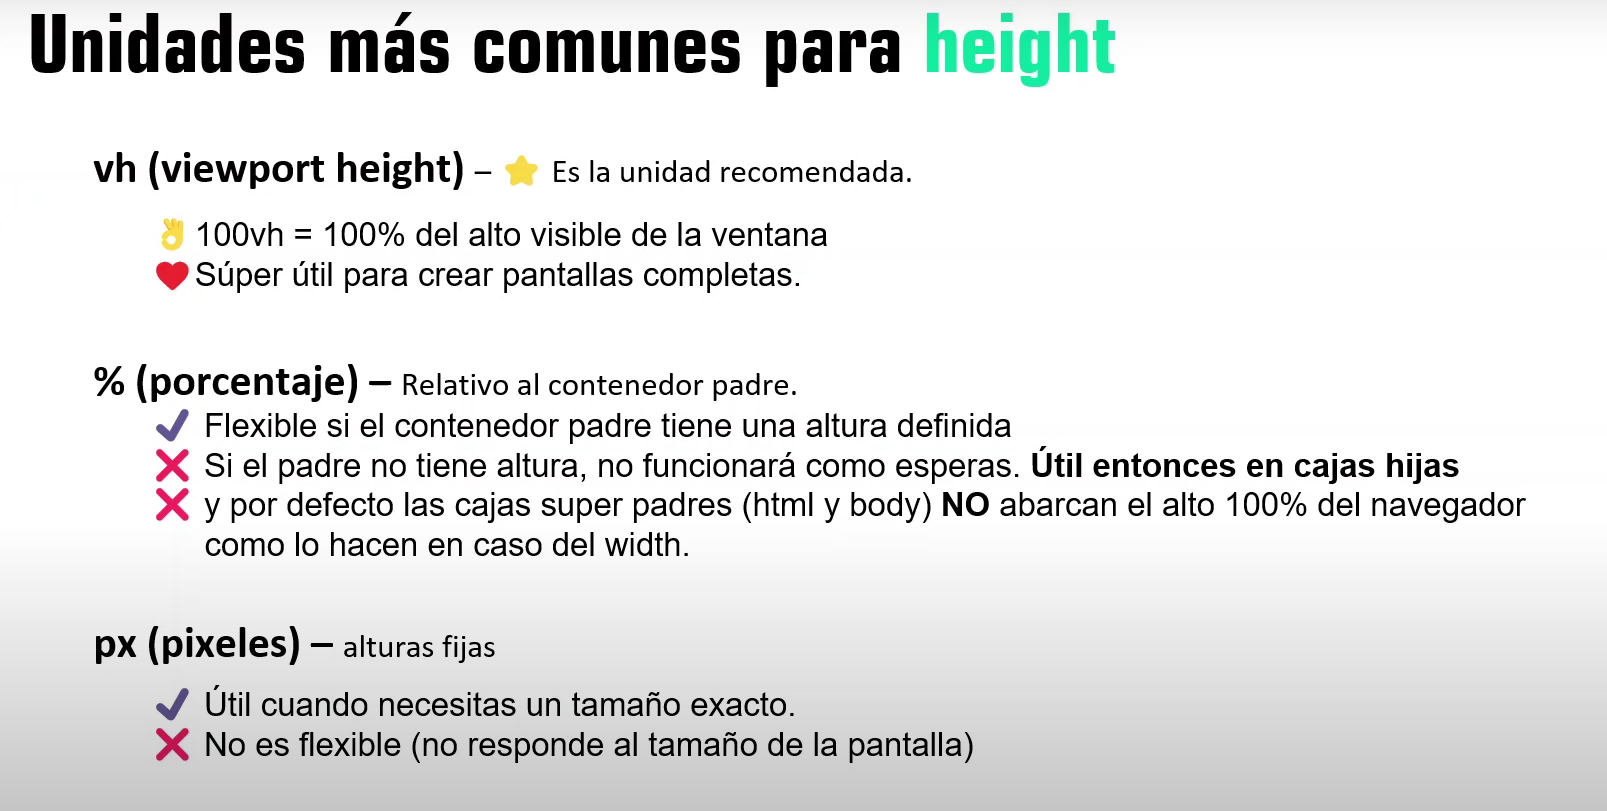 Unidades más comunes para height
vh (viewport height) – ⭐ Es la unidad recomendada.
👌 100vh = 100% del alto visible de la ventana
❤️ Súper útil para crear pantallas completas.
% (porcentaje) – Relativo al contenedor padre.
✔ Flexible si el contenedor padre tiene una altura definida
❌ Si el padre no tiene altura, no funcionará como esperas. Útil entonces en cajas hijas
❌ y por defecto las cajas super padres (html y body) NO abarcan el alto 100% del navegador
como lo hacen en caso del width.
px (pixeles) – alturas fijas
✔ Útil cuando necesitas un tamaño exacto.
❌ No es flexible (no responde al tamaño de la pantalla)